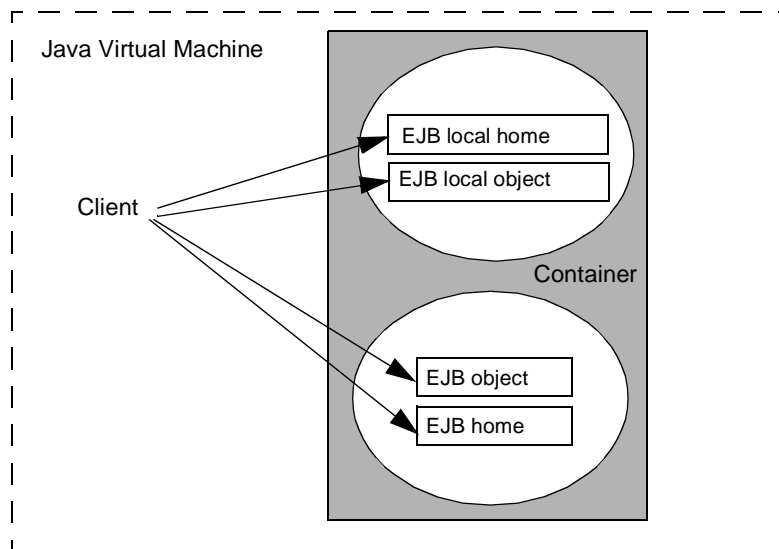 Java Virtual Machine
EJB local home
EJB local object
Client
Container
EJB object
EJB home